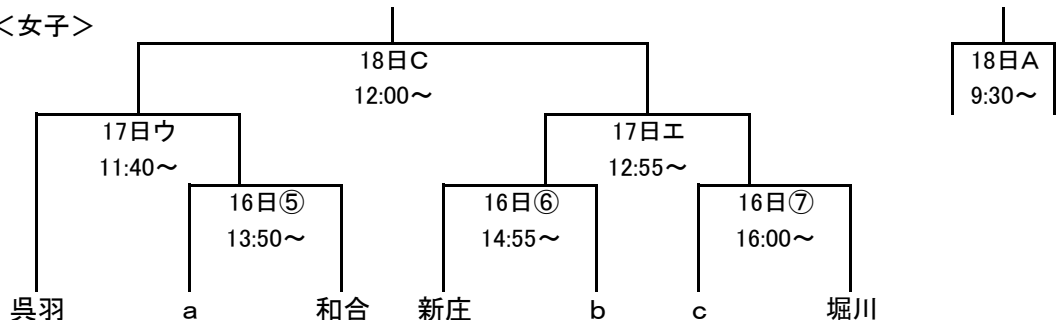 ＜女子＞
18日C
12:00～
18日A
9:30～
17日ウ
11:40～
17日エ
12:55～
16日⑤
13:50～
16日⑥
14:55～
16日⑦
16:00～
呉羽 a 和合 新庄 b c 堀川